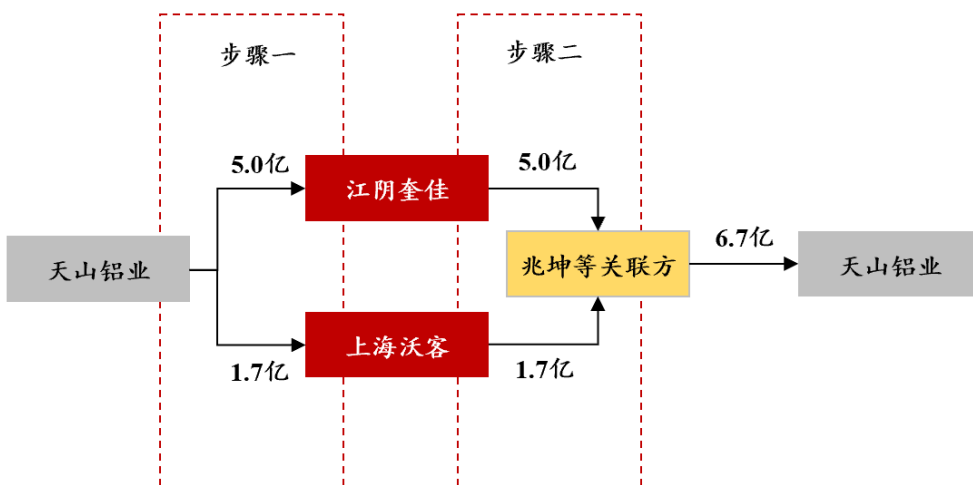 步骤一
步骤二
5.0亿
江阴奎佳
5.0亿
天山铝业
兆坤等关联方
6.7亿
天山铝业
上海沃客
1.7亿
1.7亿